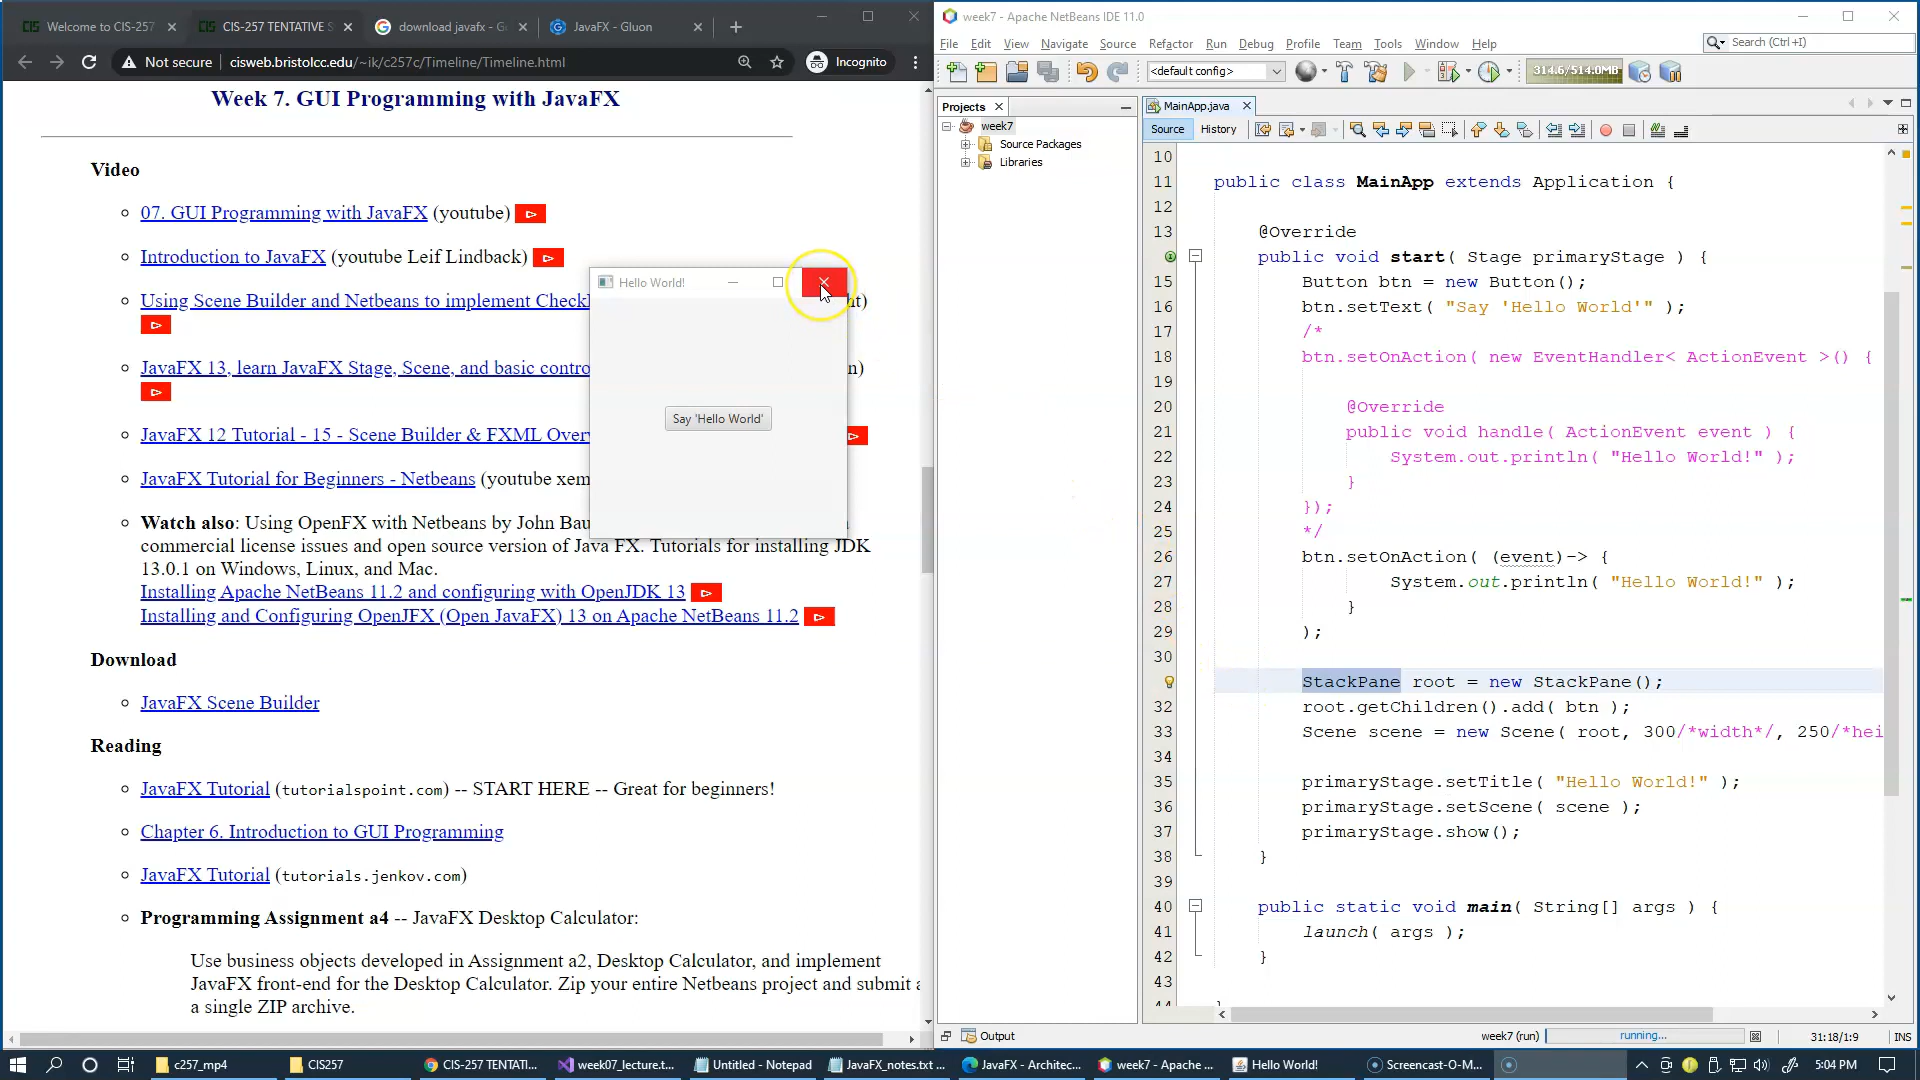 Welcome to CIS-257
CIS-257 TENTATIVE S
download javafx - G
JavaFX - Gluon
Not secure
cisweb.bristolcc.edu/~ik/c257c/Timeline/Timeline.html
Incognito
Week 7. GUI Programming with JavaFX
Video
07. GUI Programming with JavaFX (youtube)
Introduction to JavaFX (youtube Leif Lindback)
Using Scene Builder and Netbeans to implement Check
t)
JavaFX 13, learn JavaFX Stage, Scene, and basic contro
n)
JavaFX 12 Tutorial - 15 - Scene Builder & FXML Over
JavaFX Tutorial for Beginners - Netbeans (youtube xem
Watch also: Using OpenFX with Netbeans by John Bau
commercial license issues and open source version of Java FX. Tutorials for installing JDK
13.0.1 on Windows, Linux, and Mac.
Installing Apache NetBeans 11.2 and configuring with OpenJDK 13
Installing and Configuring OpenJFX (Open JavaFX) 13 on Apache NetBeans 11.2
Download
JavaFX Scene Builder
Reading
JavaFX Tutorial (tutorialspoint.com) -- START HERE -- Great for beginners!
Chapter 6. Introduction to GUI Programming
JavaFX Tutorial (tutorials.jenkov.com)
Programming Assignment a4 -- JavaFX Desktop Calculator:
Use business objects developed in Assignment a2, Desktop Calculator, and implement
JavaFX front-end for the Desktop Calculator. Zip your entire Netbeans project and submit a
a single ZIP archive.
Hello World!
Say 'Hello World'
week7 - Apache NetBeans IDE 11.0
File Edit View Navigate Source Refactor Run Debug Profile Team Tools Window Help
Search (Ctrl+I)
<default config>
314.6/514.0MB
Projects
week7
Source Packages
Libraries
MainApp.java
Source History
10
11 public class MainApp extends Application {
12
13 @Override
public void start( Stage primaryStage ) {
15 Button btn = new Button();
16 btn.setText( "Say 'Hello World'" );
17 /*
18 btn.setOnAction( new EventHandler< ActionEvent >() {
19
20 @Override
21 public void handle( ActionEvent event ) {
22 System.out.println( "Hello World!" );
23 }
24 });
25 */
26 btn.setOnAction( (event)-> {
27 System.out.println( "Hello World!" );
28 }
29 );
30
StackPane root = new StackPane();
32 root.getChildren().add( btn );
33 Scene scene = new Scene( root, 300/*width*/, 250/*hei
34
35 primaryStage.setTitle( "Hello World!" );
36 primaryStage.setScene( scene );
37 primaryStage.show();
38 }
39
40 public static void main( String[] args ) {
41 launch( args );
42 }
43
44 }
Output
week7 (run)
running...
31:18/1:9
INS
c257_mp4
CIS257
CIS-257 TENTATI...
week07_lecture.t...
Untitled - Notepad
JavaFX_notes.txt ...
JavaFX - Architec...
week7 - Apache ...
Hello World!
Screencast-O-M...
5:04 PM